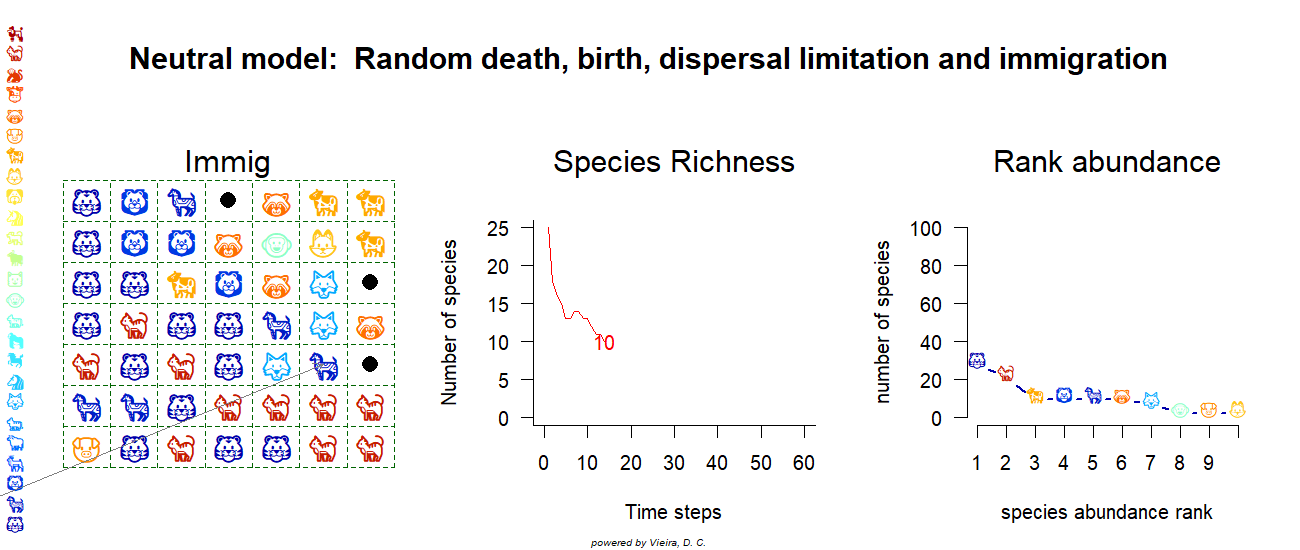 Neutral model:  Random death, birth, dispersal limitation and immigration
Immig
Species Richness
Number of species
25
20
15
10
5
0
10
0 10 20 30 40 50 60
Time steps
Rank abundance
number of species
100
80
60
40
20
0
1 2 3 4 5 6 7 8 9
species abundance rank
powered by Vieira, D. C.